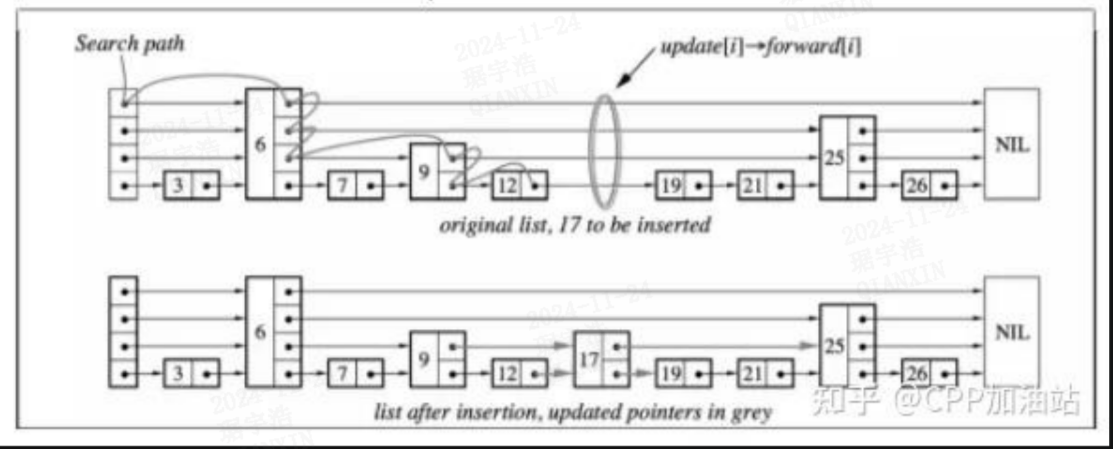 Search path
update[i]→forward[i]
6
9
25
NIL
3
7
12
19
21
26
original list, 17 to be inserted
6
9
17
25
NIL
3
7
12
19
21
26
list after insertion, updated pointers in grey
知乎 @CPP加油站
2024-11-24
琚宇浩
QIANXIN